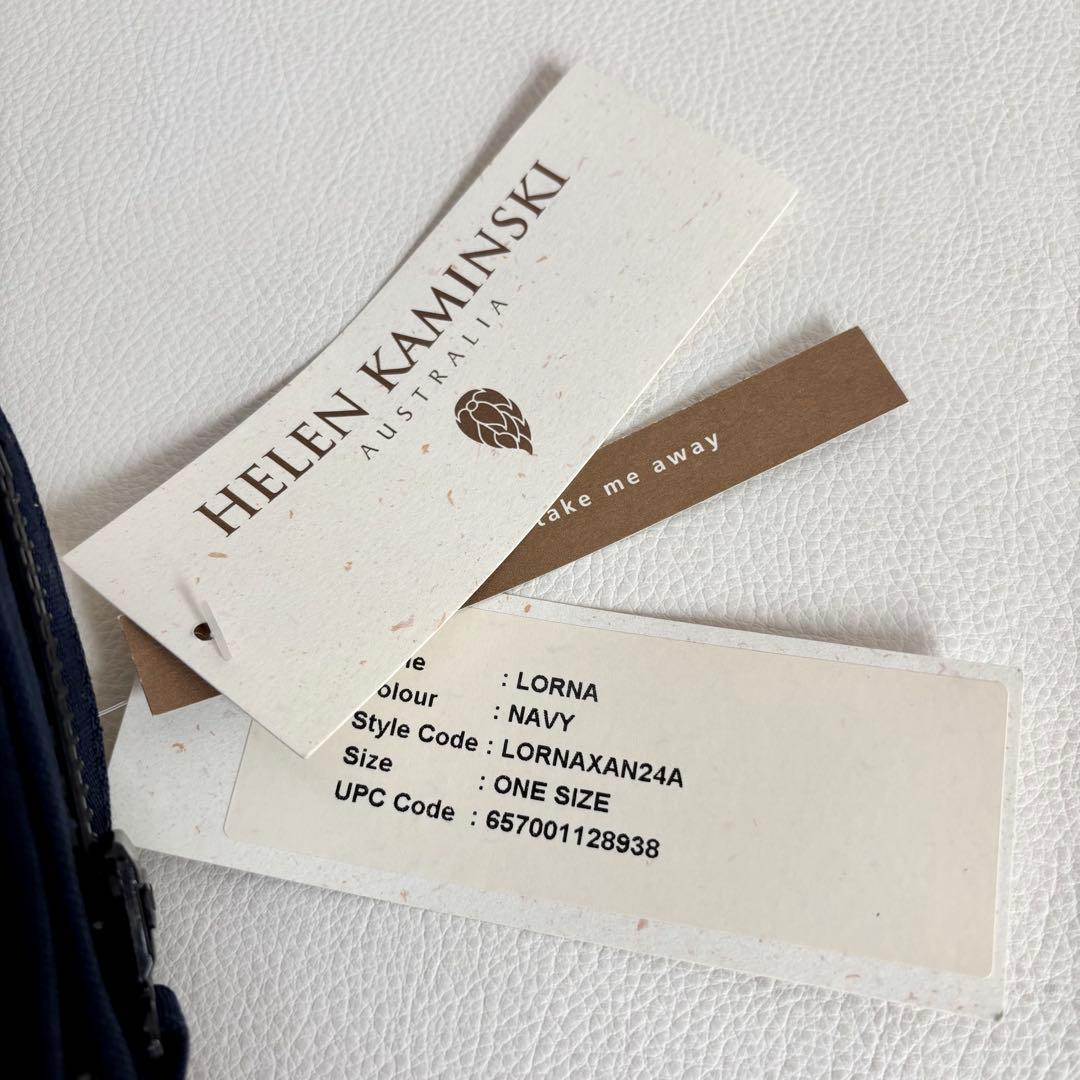 HELEN KAMINSKI
AUSTRALIA
take me away
: LORNA
olour : NAVY
Style Code : LORNAXAN24A
Size : ONE SIZE
UPC Code : 657001128938